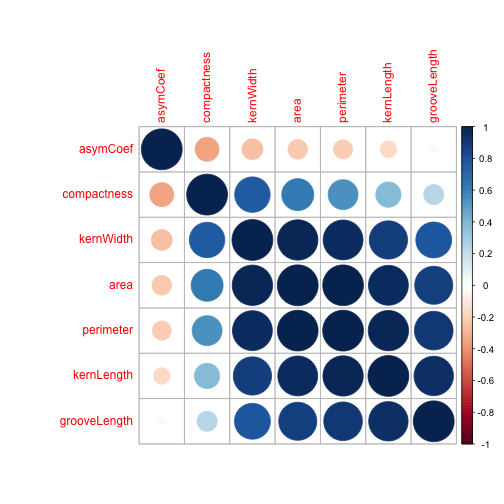 asymCoef
compactness
kernWidth
area
perimeter
kernLength
grooveLength
asymCoef
compactness
kernWidth
area
perimeter
kernLength
grooveLength
1
0.8
0.6
0.4
0.2
0
-0.2
-0.4
-0.6
-0.8
-1